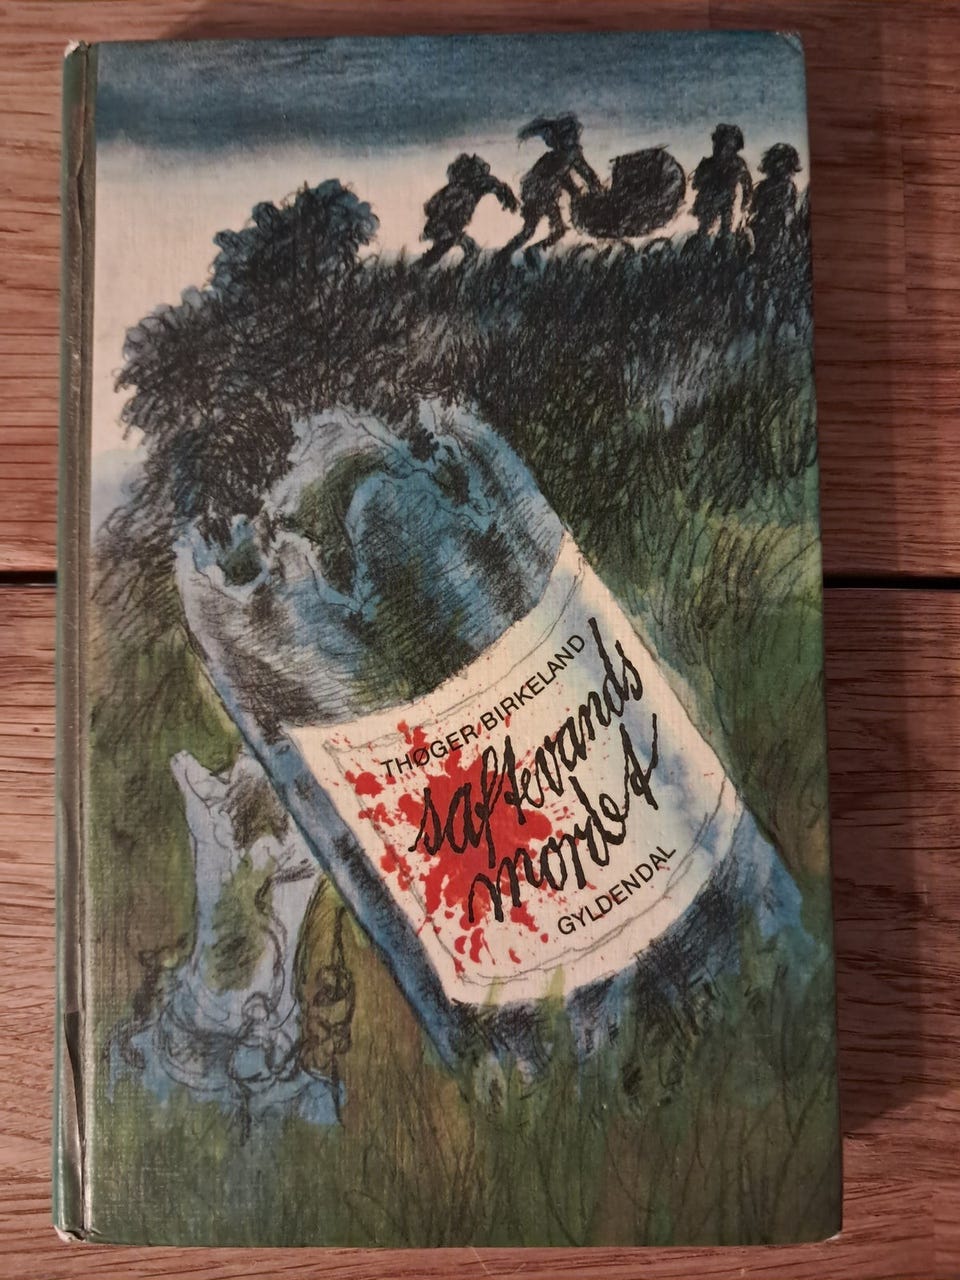 THØGER BIRKELAND
saftevands
mordet
GYLDENDAL